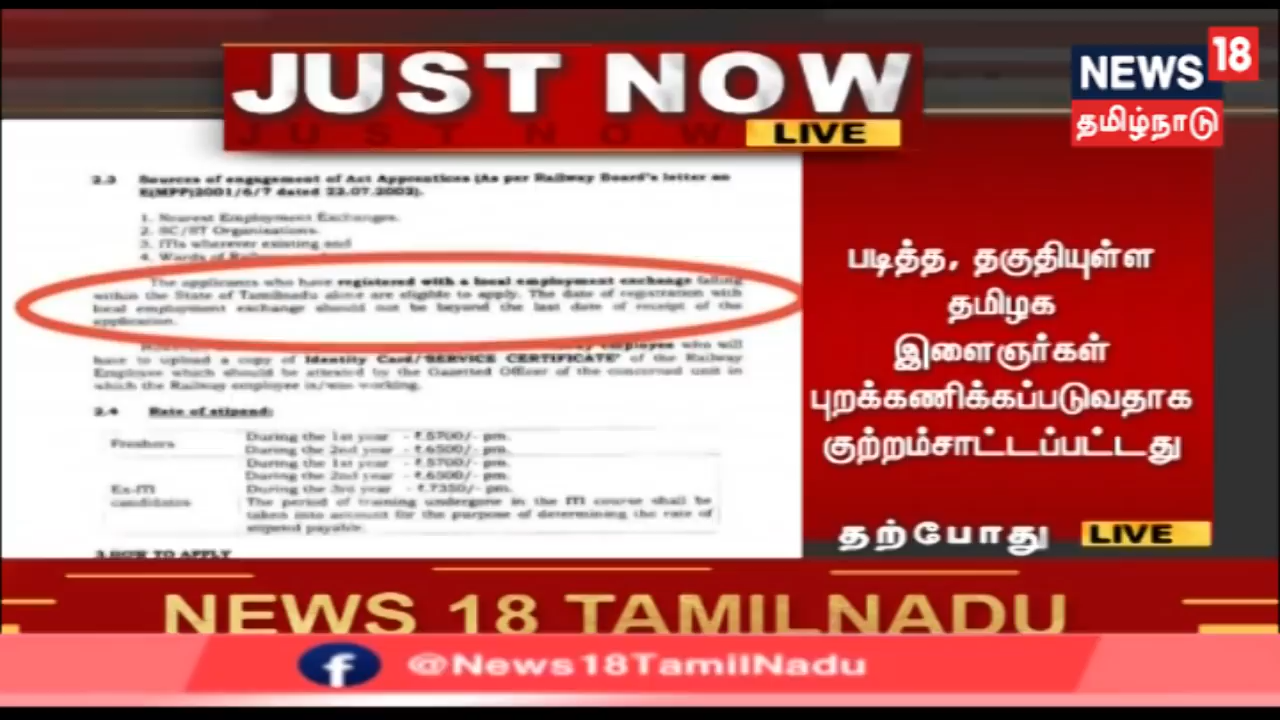 JUST NOW
LIVE
NEWS 18
தமிழ்நாடு
2.3 Sources of engagement of Act Apprentices (As per Railway Board's letter no
E(MPP)2001/6/7 dated
1. Nearest Employment Exchanges.
2. SC/ST Organisations.
3. ITIs wherever existing and
4. Wards of
The applicants who have registered with a local employment exchange falling
within the State of Tamilnadu alone are eligible to apply. The date of registration with
local employment exchange should not be beyond the last date of receipt of the
application.
employee who will
have to upload a copy of Identity Card/SERVICE CERTIFICATE" of the Railway
Employee which should be attested by the Gazetted Officer of the concerned unit in
which the Railway employee is/was working.
2.4 Rate of stipend:
Freshers
During the 1st year - ₹.5700/- pm.
During the 2nd year - ₹.6500/- pm.
Ex-ITI
candidates
During the 1st year - ₹.5700/- pm.
During the 2nd year - ₹.6500/- pm.
During the 3rd year - ₹.7350/- pm.
The period of training undergone in the ITI course shall be
taken into account for the purpose of determining the rate of
stipend payable.
3.HOW TO APPLY
படித்த, தகுதியுள்ள
தமிழக
இளைஞர்கள்
புறக்கணிக்கப்படுவதாக
குற்றம்சாட்டப்பட்டது
தற்போது LIVE
NEWS 18 TAMILNADU
@News18TamilNadu